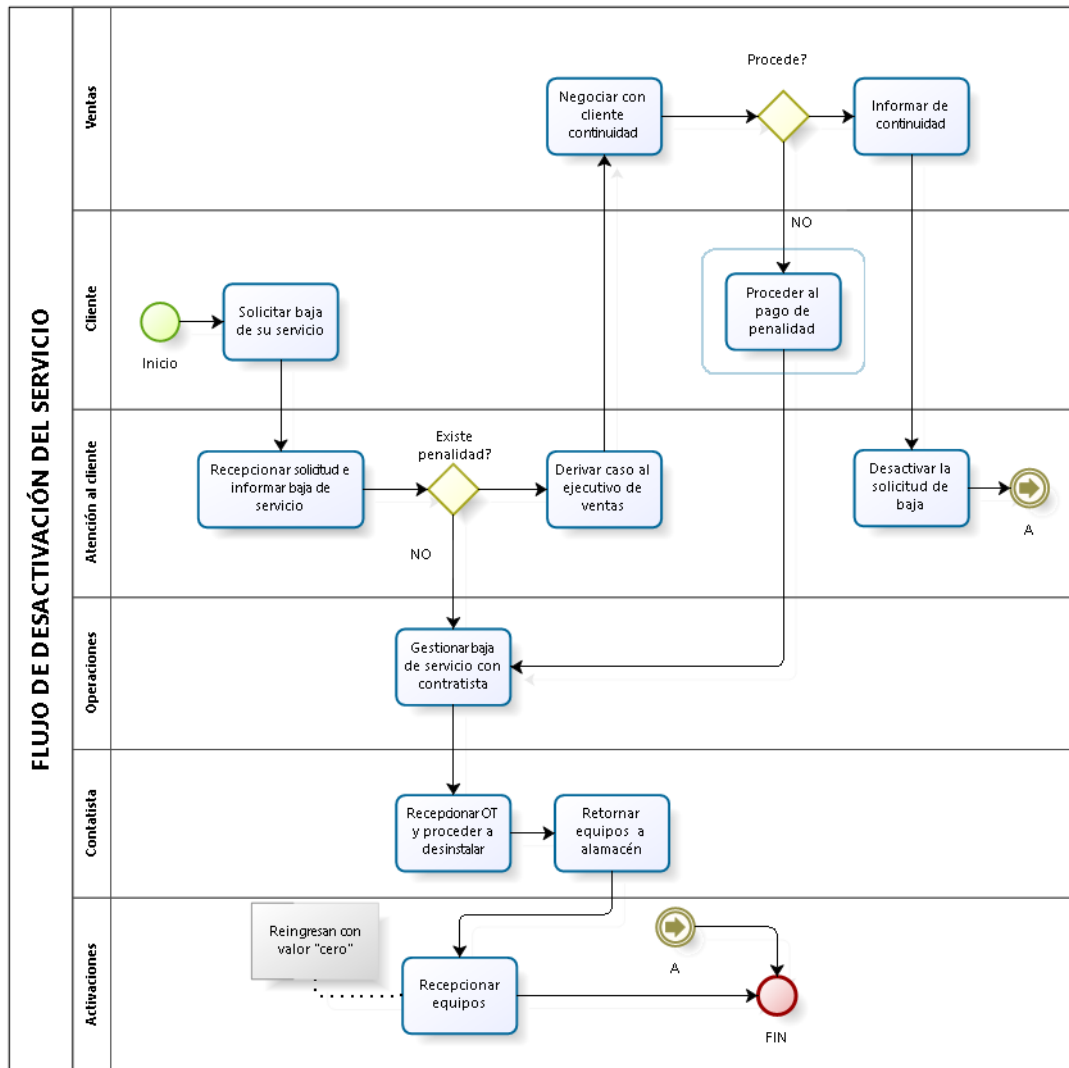 FLUJO DE DESACTIVACIÓN DEL SERVICIO
Ventas
Negociar con
cliente
continuidad
Procede?
Informar de
continuidad
NO
Cliente
Inicio
Solicitar baja
de su servicio
Proceder al
pago de
penalidad
Atención al cliente
Recepcionar solicitud e
informar baja de
servicio
Existe
penalidad?
NO
Derivar caso al
ejecutivo de
ventas
Desactivar la
solicitud de
baja
A
Operaciones
Gestionar baja
de servicio con
contratista
Contatista
Recepcionar OT
y proceder a
desinstalar
Retornar
equipos a
alamacén
Activaciones
Reingresan con
valor "cero"
Recepcionar
equipos
A
FIN